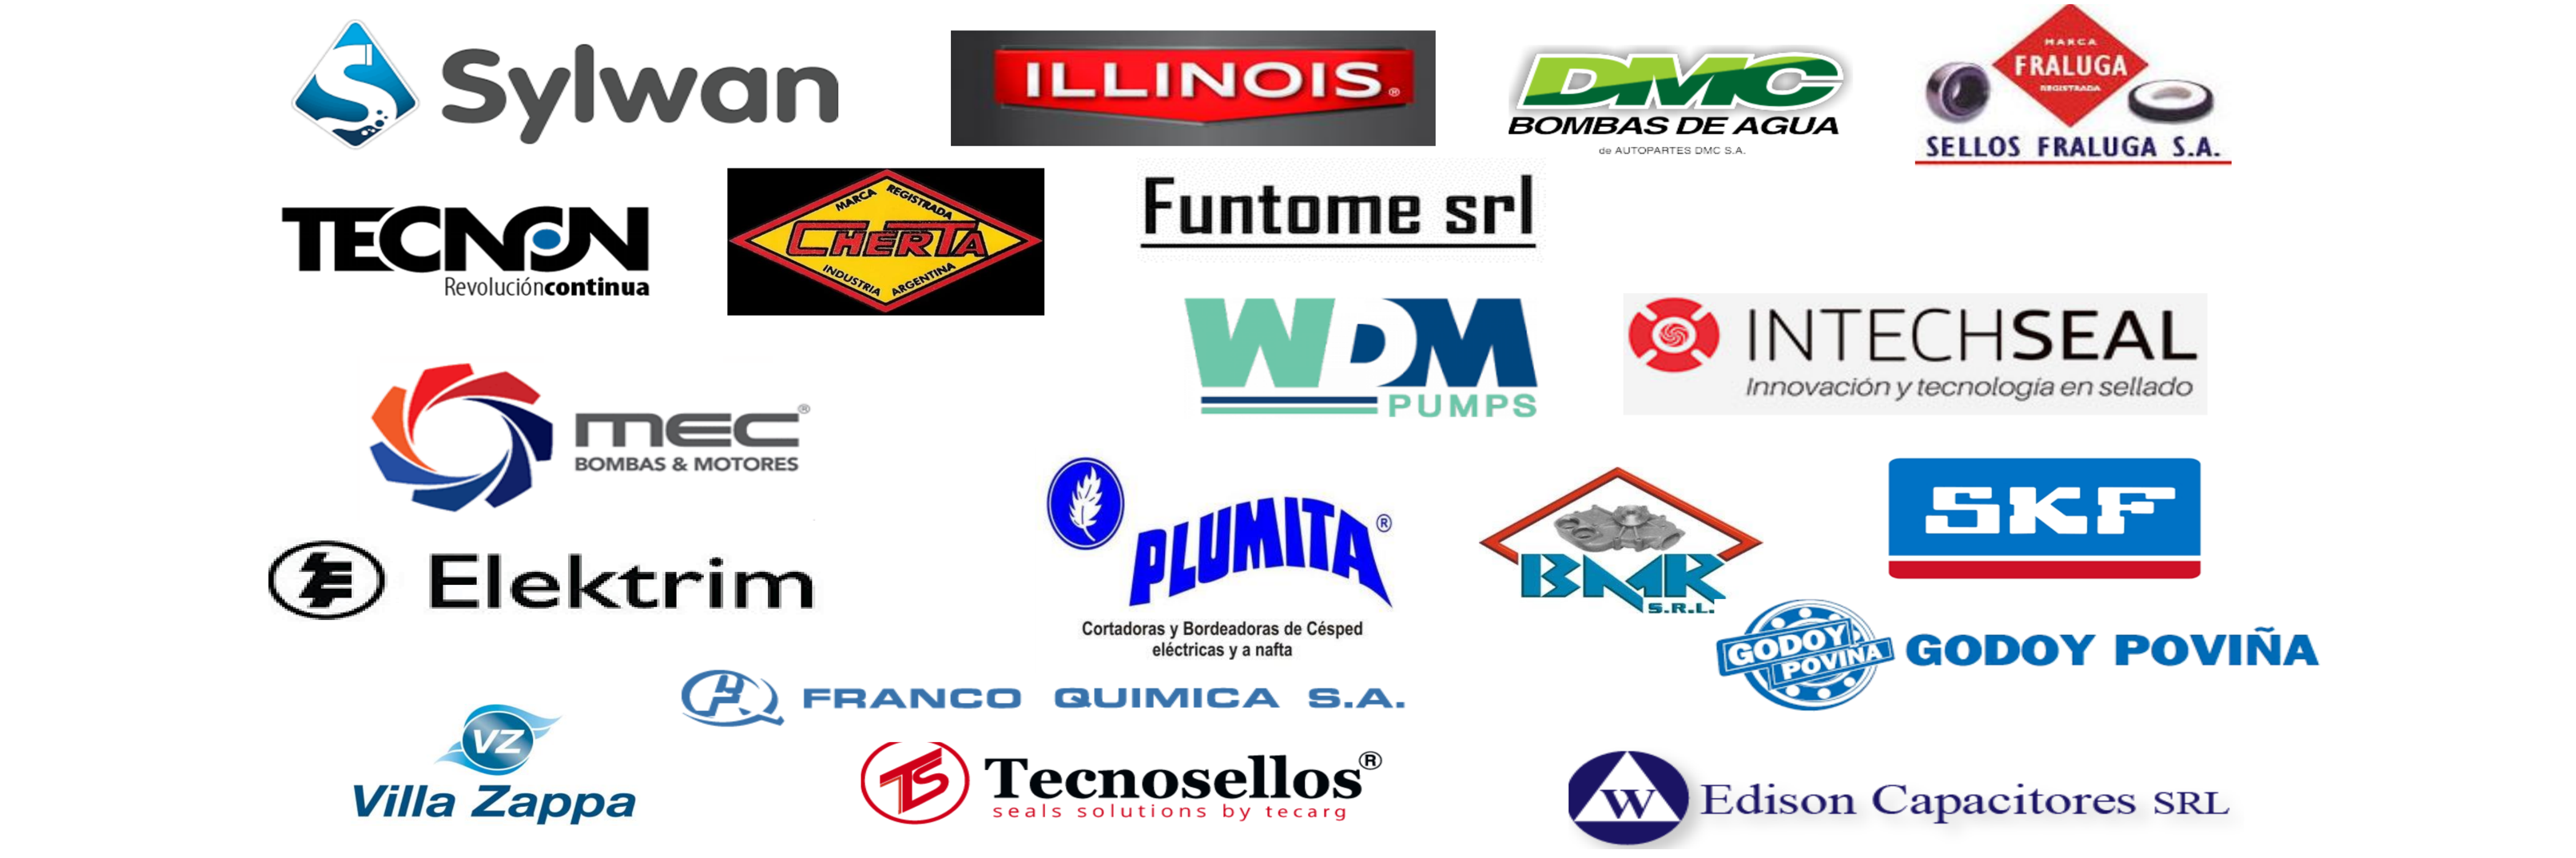 Sylwan
ILLINOIS®
DMC
BOMBAS DE AGUA
de AUTOPARTES DMC S.A.
MARCA
FRALUGA
REGISTRADA
SELLOS FRALUGA S.A.
TECNON
Revolucióncontinua
MARCA REGISTRADA
CHERTA
INDUSTRIA ARGENTINA
Funtome srl
WDM
PUMPS
INTECHSEAL
Innovación y tecnología en sellado
mec®
BOMBAS & MOTORES
PLUMITA®
Cortadoras y Bordeadoras de Césped
eléctricas y a nafta
BMR
S.R.L.
SKF
Elektrim
GODOY
POVIÑA
GODOY POVIÑA
FRANCO QUIMICA S.A.
VZ
Villa Zappa
TS
Tecnosellos®
seals solutions by tecarg
W
Edison Capacitores SRL